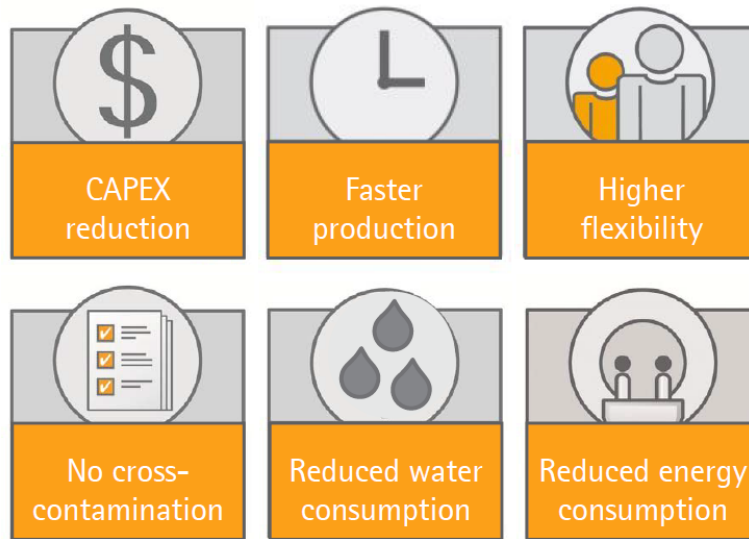 $
CAPEX
reduction
Faster
production
Higher
flexibility
No cross-
contamination
Reduced water
consumption
Reduced energy
consumption